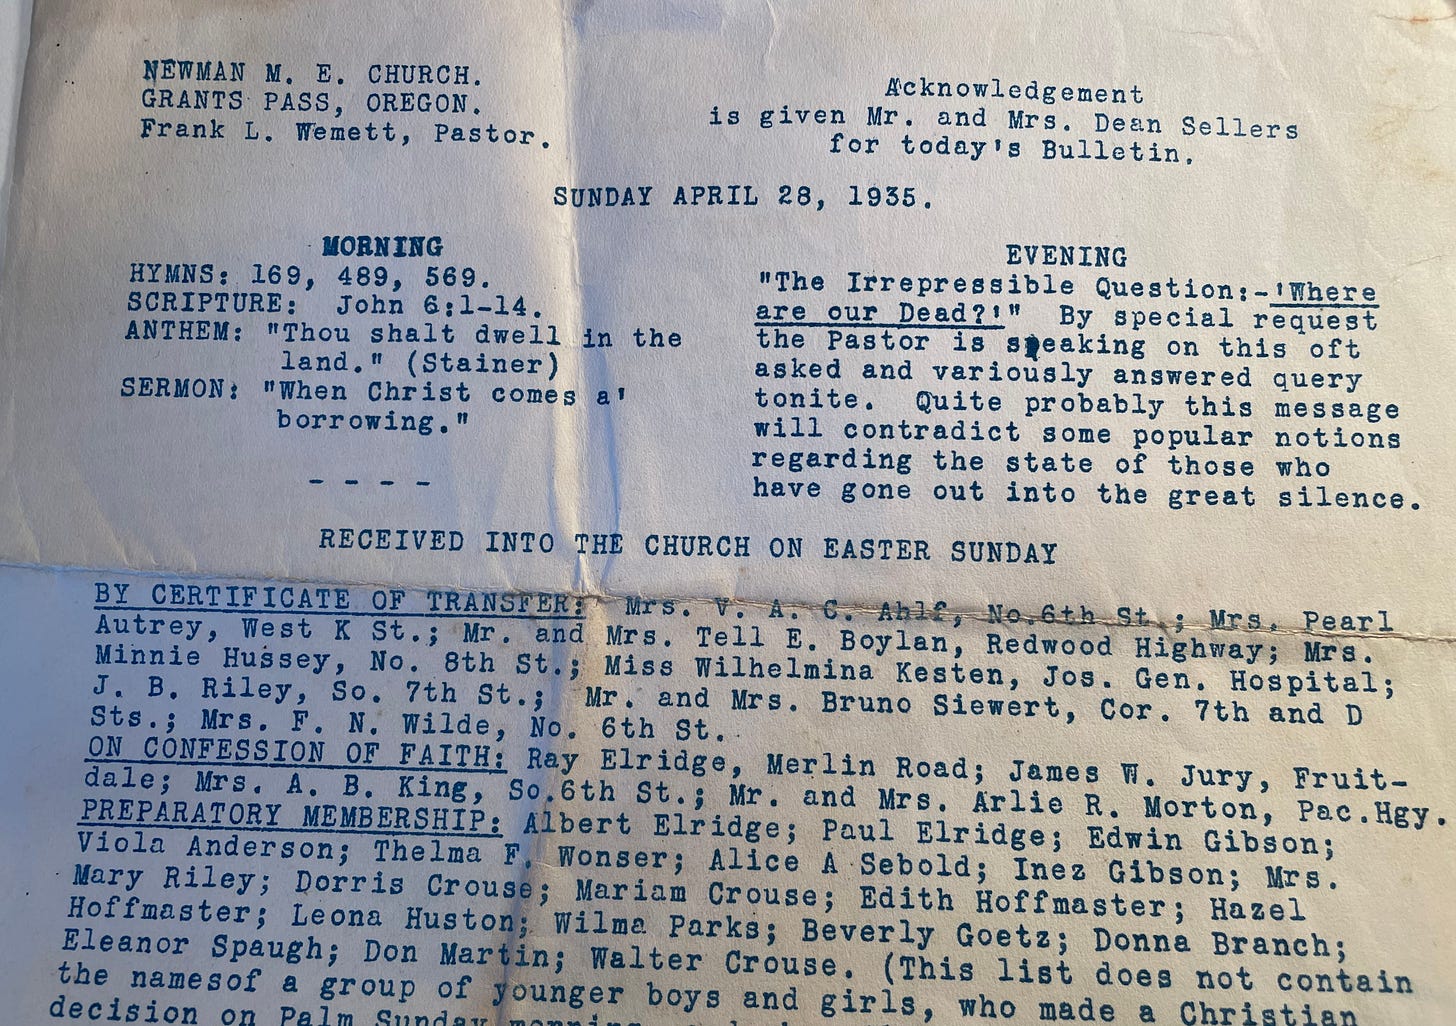 NEWMAN M. E. CHURCH.
GRANTS PASS, OREGON.
Frank L. Wemett, Pastor.
Acknowledgement
is given Mr. and Mrs. Dean Sellers
for today's Bulletin.
SUNDAY APRIL 28, 1935.
MORNING
HYMNS: 169, 489, 569.
SCRIPTURE: John 6:1-14.
ANTHEM: "Thou shalt dwell in the
land." (Stainer)
SERMON: "When Christ comes a'
borrowing."
- - - -
EVENING
"The Irrepressible Question:-'Where
are our Dead?'" By special request
the Pastor is speaking on this oft
asked and variously answered query
tonite. Quite probably this message
will contradict some popular notions
regarding the state of those who
have gone out into the great silence.
RECEIVED INTO THE CHURCH ON EASTER SUNDAY
BY CERTIFICATE OF TRANSFER: Mrs. V. A. C. Ahlf, No.6th St.; Mrs. Pearl
Autrey, West K St.; Mr. and Mrs. Tell E. Boylan, Redwood Highway; Mrs.
Minnie Hussey, No. 8th St.; Miss Wilhelmina Kesten, Jos. Gen. Hospital;
J. B. Riley, So. 7th St.; Mr. and Mrs. Bruno Siewert, Cor. 7th and D
Sts.; Mrs. F. N. Wilde, No. 6th St.
ON CONFESSION OF FAITH: Ray Elridge, Merlin Road; James W. Jury, Fruit-
dale; Mrs. A. B. King, So.6th St.; Mr. and Mrs. Arlie R. Morton, Pac.Hgy.
PREPARATORY MEMBERSHIP: Albert Elridge; Paul Elridge; Edwin Gibson;
Viola Anderson; Thelma F. Wonser; Alice A Sebold; Inez Gibson; Mrs.
Mary Riley; Dorris Crouse; Mariam Crouse; Edith Hoffmaster; Hazel
Hoffmaster; Leona Huston; Wilma Parks; Beverly Goetz; Donna Branch;
Eleanor Spaugh; Don Martin; Walter Crouse. (This list does not contain
the namesof a group of younger boys and girls, who made a Christian
decision on Palm Sunday morning